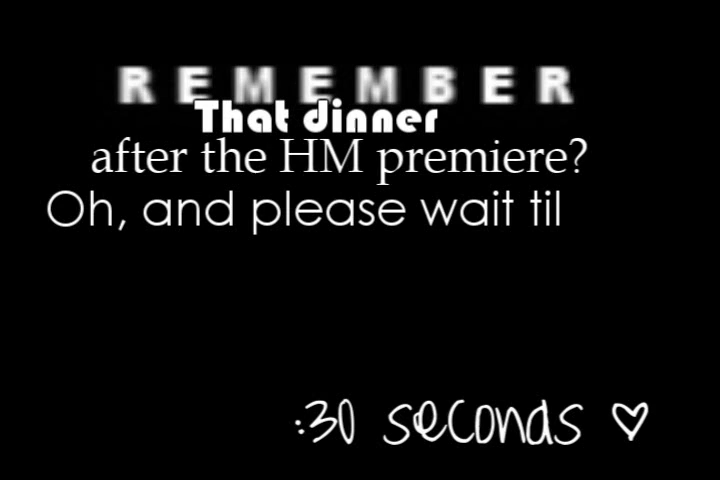 REMEMBER
That dinner
after the HM premiere?
Oh, and please wait til
:30 seconds ♡